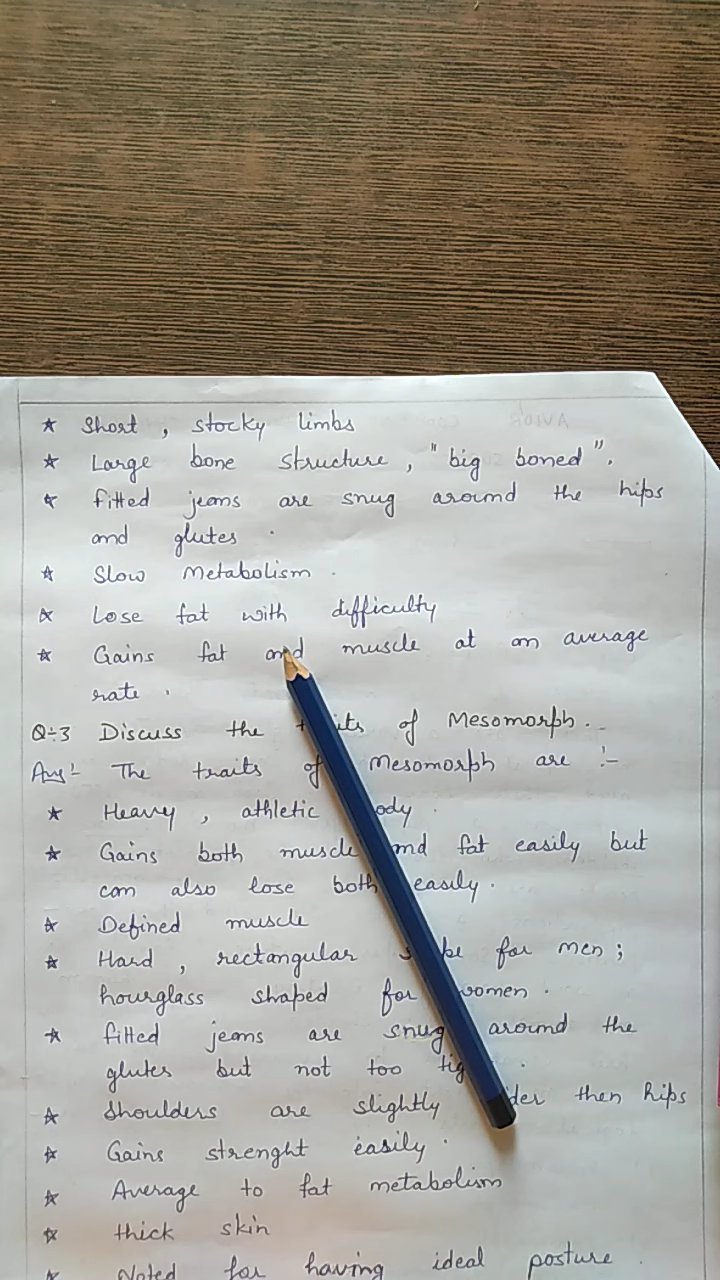 ★ Short , stocky limbs
★ Large bone structure , "big boned".
★ fitted jeans are snug around the hips
and glutes .
★ Slow Metabolism .
★ Lose fat with difficulty
★ Gains fat and muscle at an average
rate .
Q÷3 Discuss the of Mesomorph .
Ans!- The traits of Mesomorph are :-
★ Heavy , athletic .
★ Gains both muscle fat easily but
can also lose both easily .
★ Defined muscle
★ Hard , rectangular for men ;
hourglass shaped for women .
★ fitted jeans are snug around the
glutes but not too .
★ Shoulders are slightly then hips
★ Gains strenght easily .
★ Average to fat metabolism
★ thick skin
★ Noted for having ideal posture .